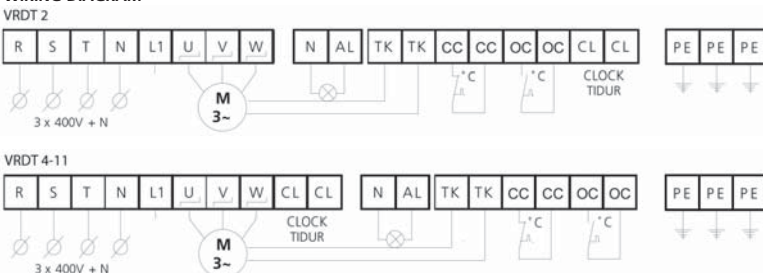 WIRING DIAGRAM
VRDT 2
R S T N L1 U V W N AL TK TK CC CC OC OC CL CL PE PE PE
°C °C CLOCK
TIDUR
M
3~
3 x 400V + N
VRDT 4-11
R S T N L1 U V W CL CL N AL TK TK CC CC OC OC PE PE PE
CLOCK °C °C
TIDUR
M
3~
3 x 400V + N